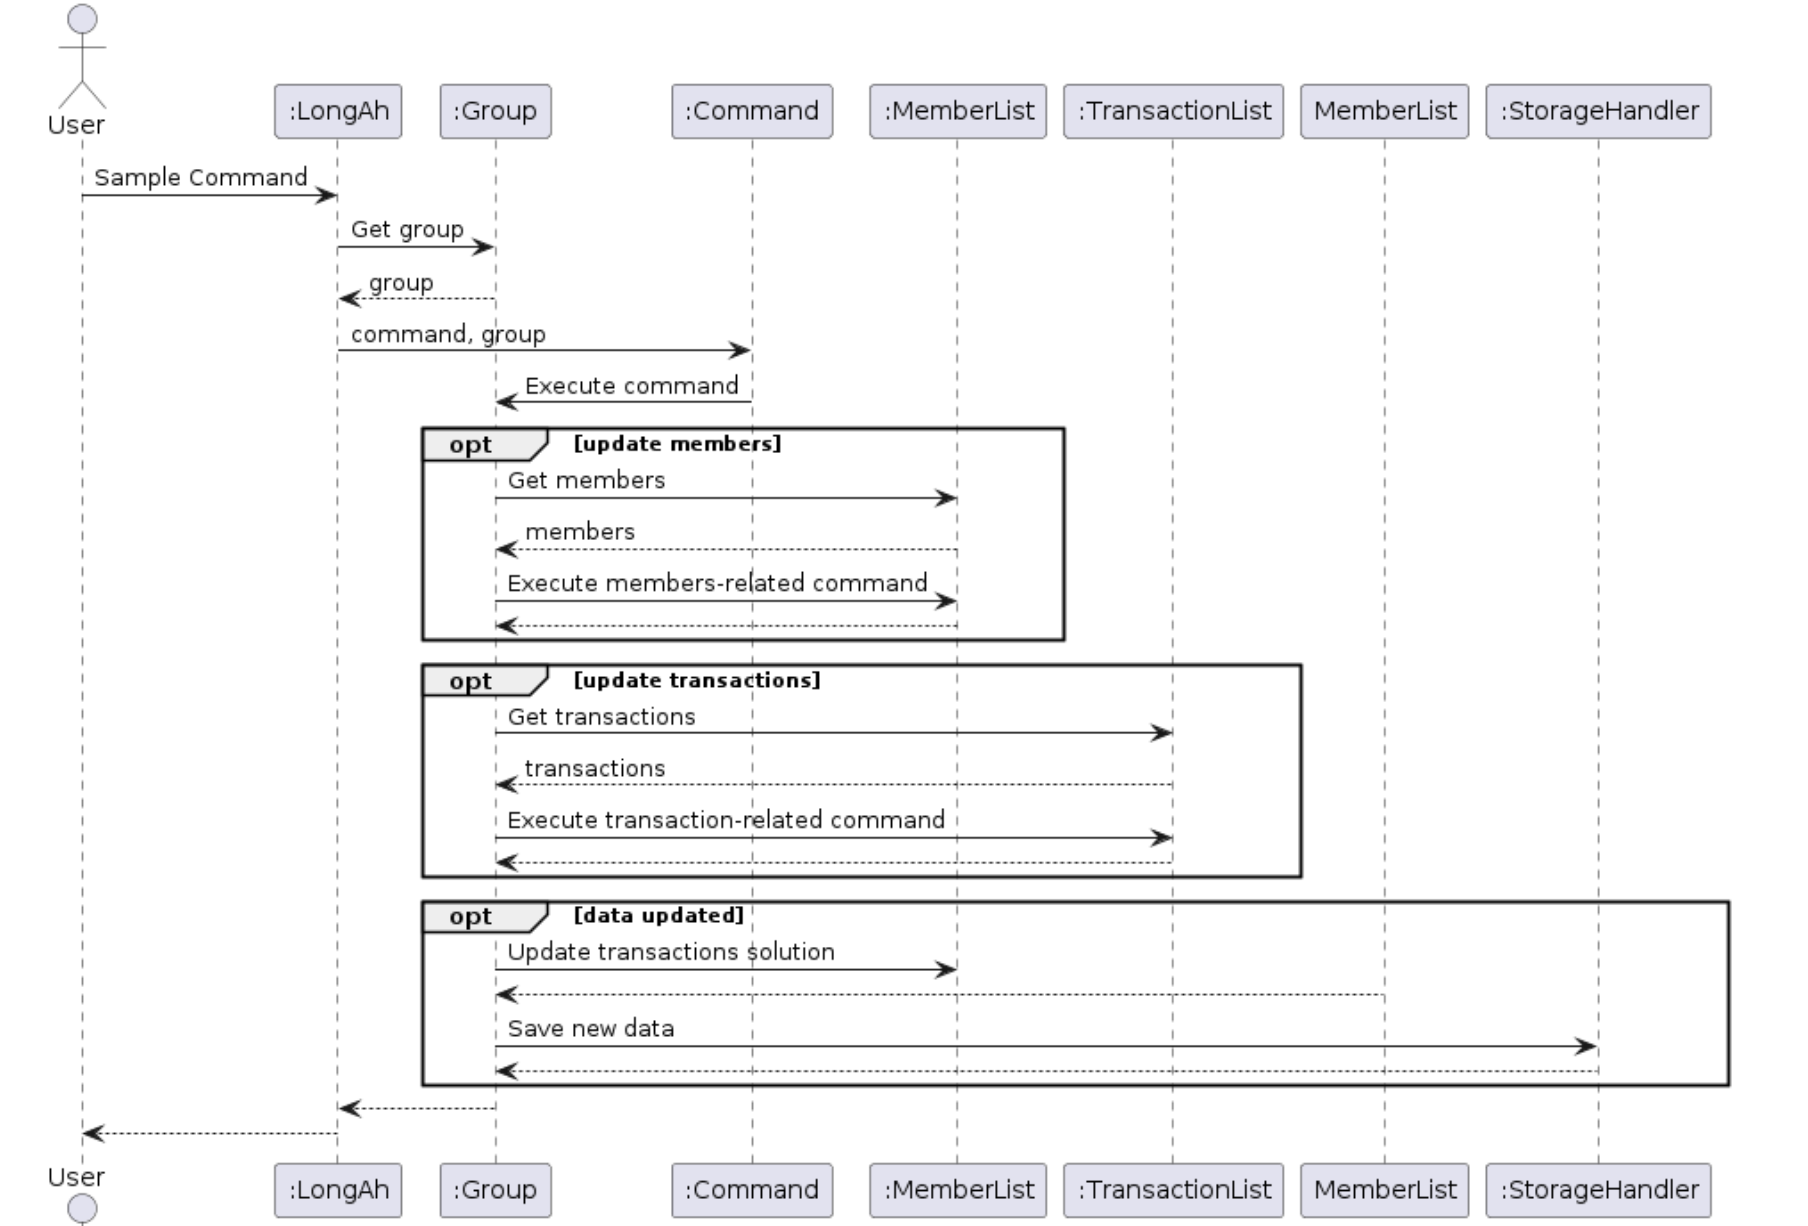 User
:LongAh
:Group
:Command
:MemberList
:TransactionList
MemberList
:StorageHandler
Sample Command
Get group
group
command, group
Execute command
opt [update members]
Get members
members
Execute members-related command
opt [update transactions]
Get transactions
transactions
Execute transaction-related command
opt [data updated]
Update transactions solution
Save new data
User
:LongAh
:Group
:Command
:MemberList
:TransactionList
MemberList
:StorageHandler